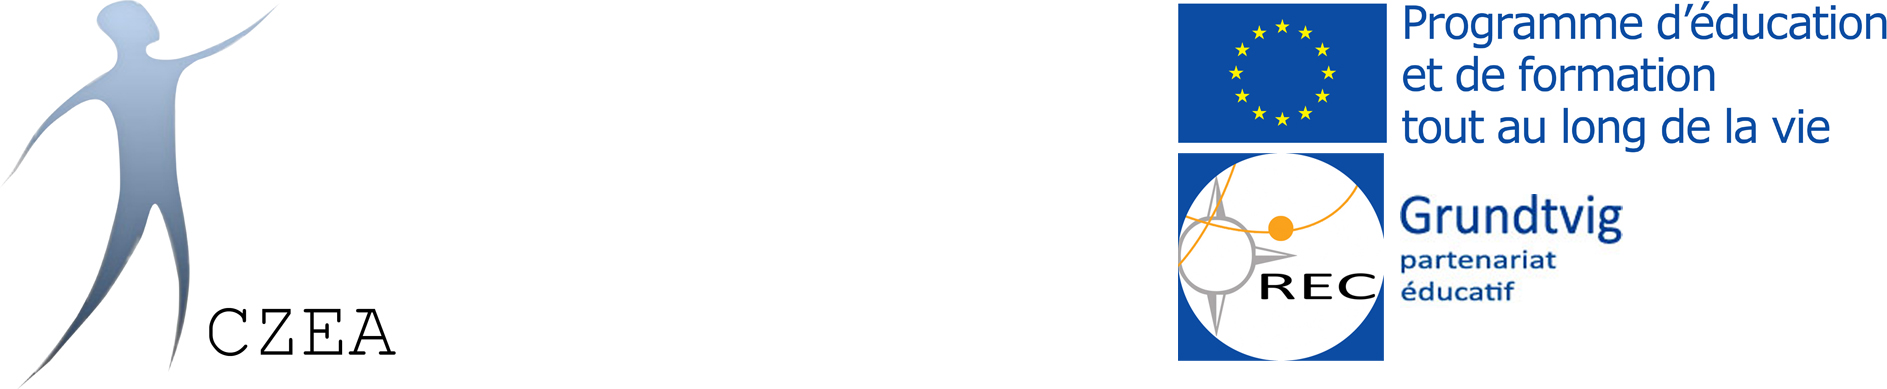 CZEA
Programme d’éducation
et de formation
tout au long de la vie
REC
Grundtvig
partenariat
éducatif